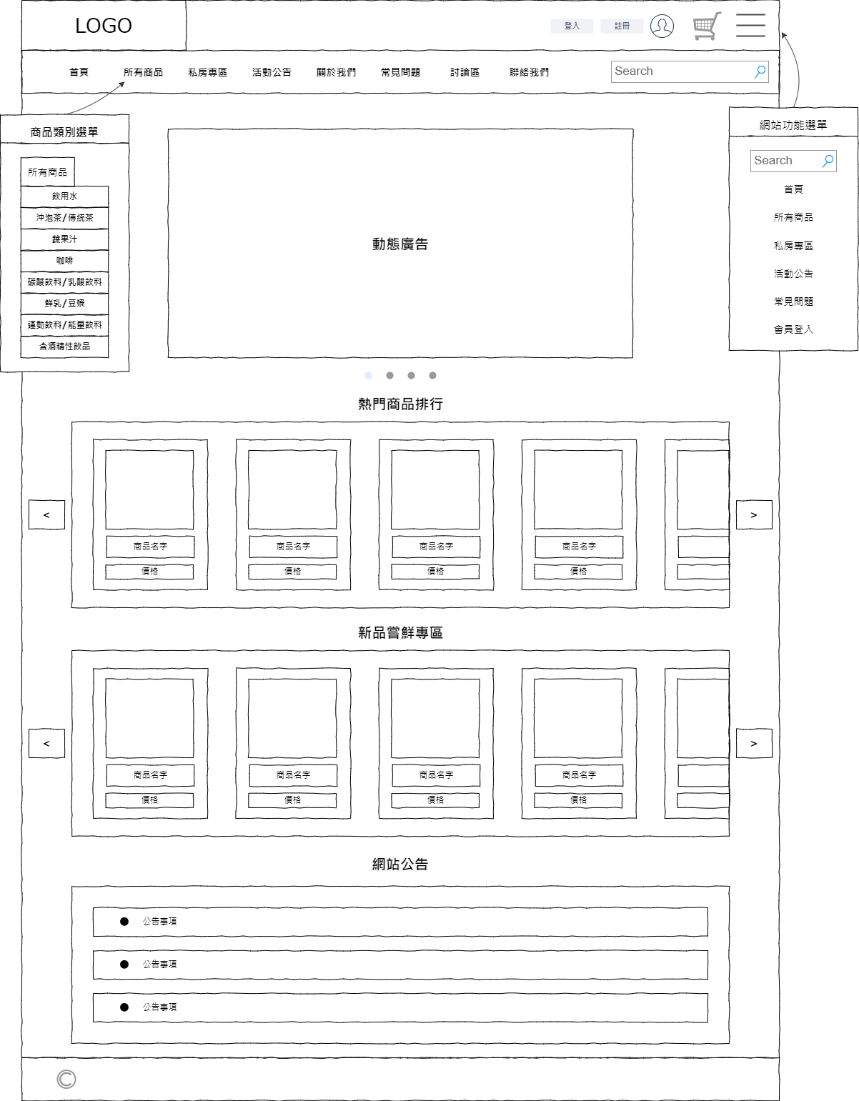 LOGO
登入 註冊
首頁 所有商品 私房專區 活動公告 關於我們 常見問題 討論區 聯絡我們 Search
商品類別選單
所有商品
飲用水
沖泡茶/傳統茶
蔬果汁
咖啡
碳酸飲料/乳酸飲料
鮮乳/豆漿
運動飲料/能量飲料
含酒精性飲品
動態廣告
網站功能選單
Search
首頁
所有商品
私房專區
活動公告
常見問題
會員登入
熱門商品排行
< >
商品名字 商品名字 商品名字 商品名字
價格 價格 價格 價格
新品嘗鮮專區
< >
商品名字 商品名字 商品名字 商品名字
價格 價格 價格 價格
網站公告
公告事項
公告事項
公告事項
©